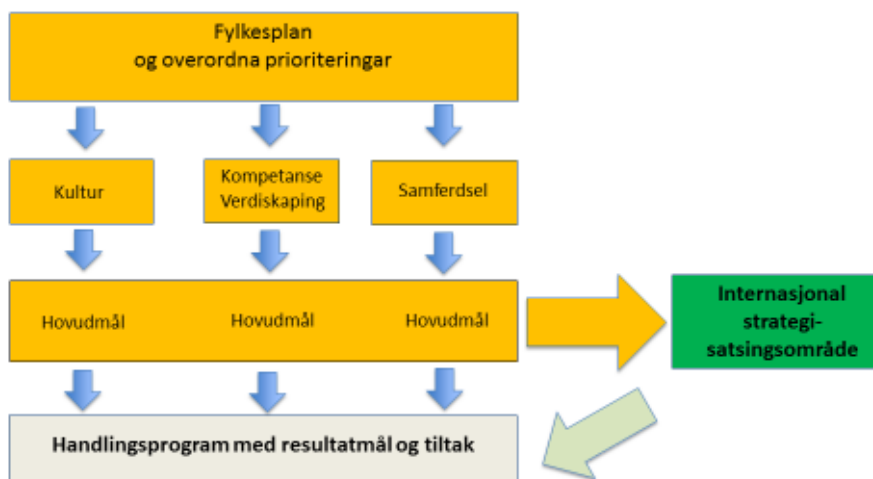 Fylkesplan
og overordna prioriteringar
Kultur
Kompetanse
Verdiskaping
Samferdsel
Hovudmål
Hovudmål
Hovudmål
Internasjonal
strategi-
satsingsområde
Handlingsprogram med resultatmål og tiltak